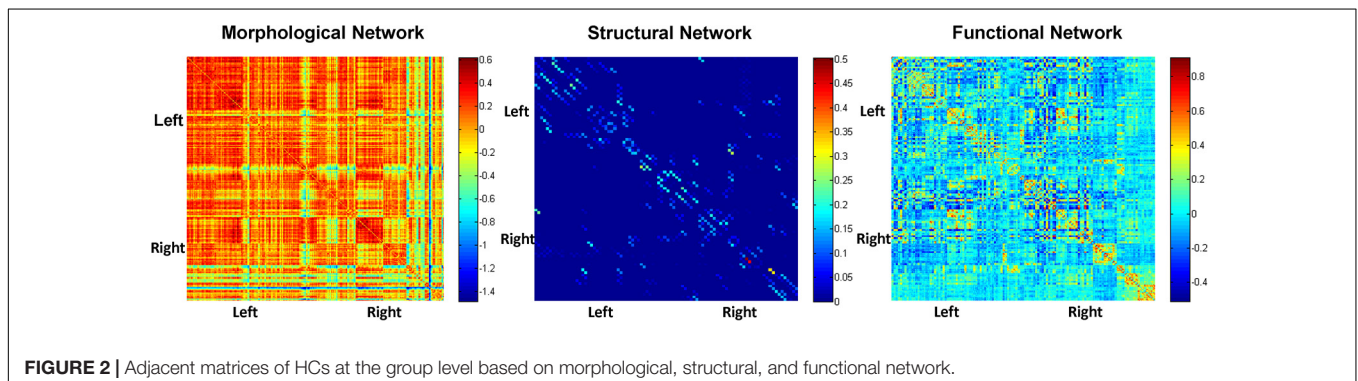 Morphological Network
Structural Network
Functional Network
Left
Right
Left
Right
0.6
0.4
0.2
0
-0.2
-0.4
-0.6
-0.8
-1
-1.2
-1.4
Left
Right
Left
Right
0.5
0.45
0.4
0.35
0.3
0.25
0.2
0.15
0.1
0.05
0
Left
Right
Left
Right
0.8
0.6
0.4
0.2
0
-0.2
-0.4
FIGURE 2 | Adjacent matrices of HCs at the group level based on morphological, structural, and functional network.